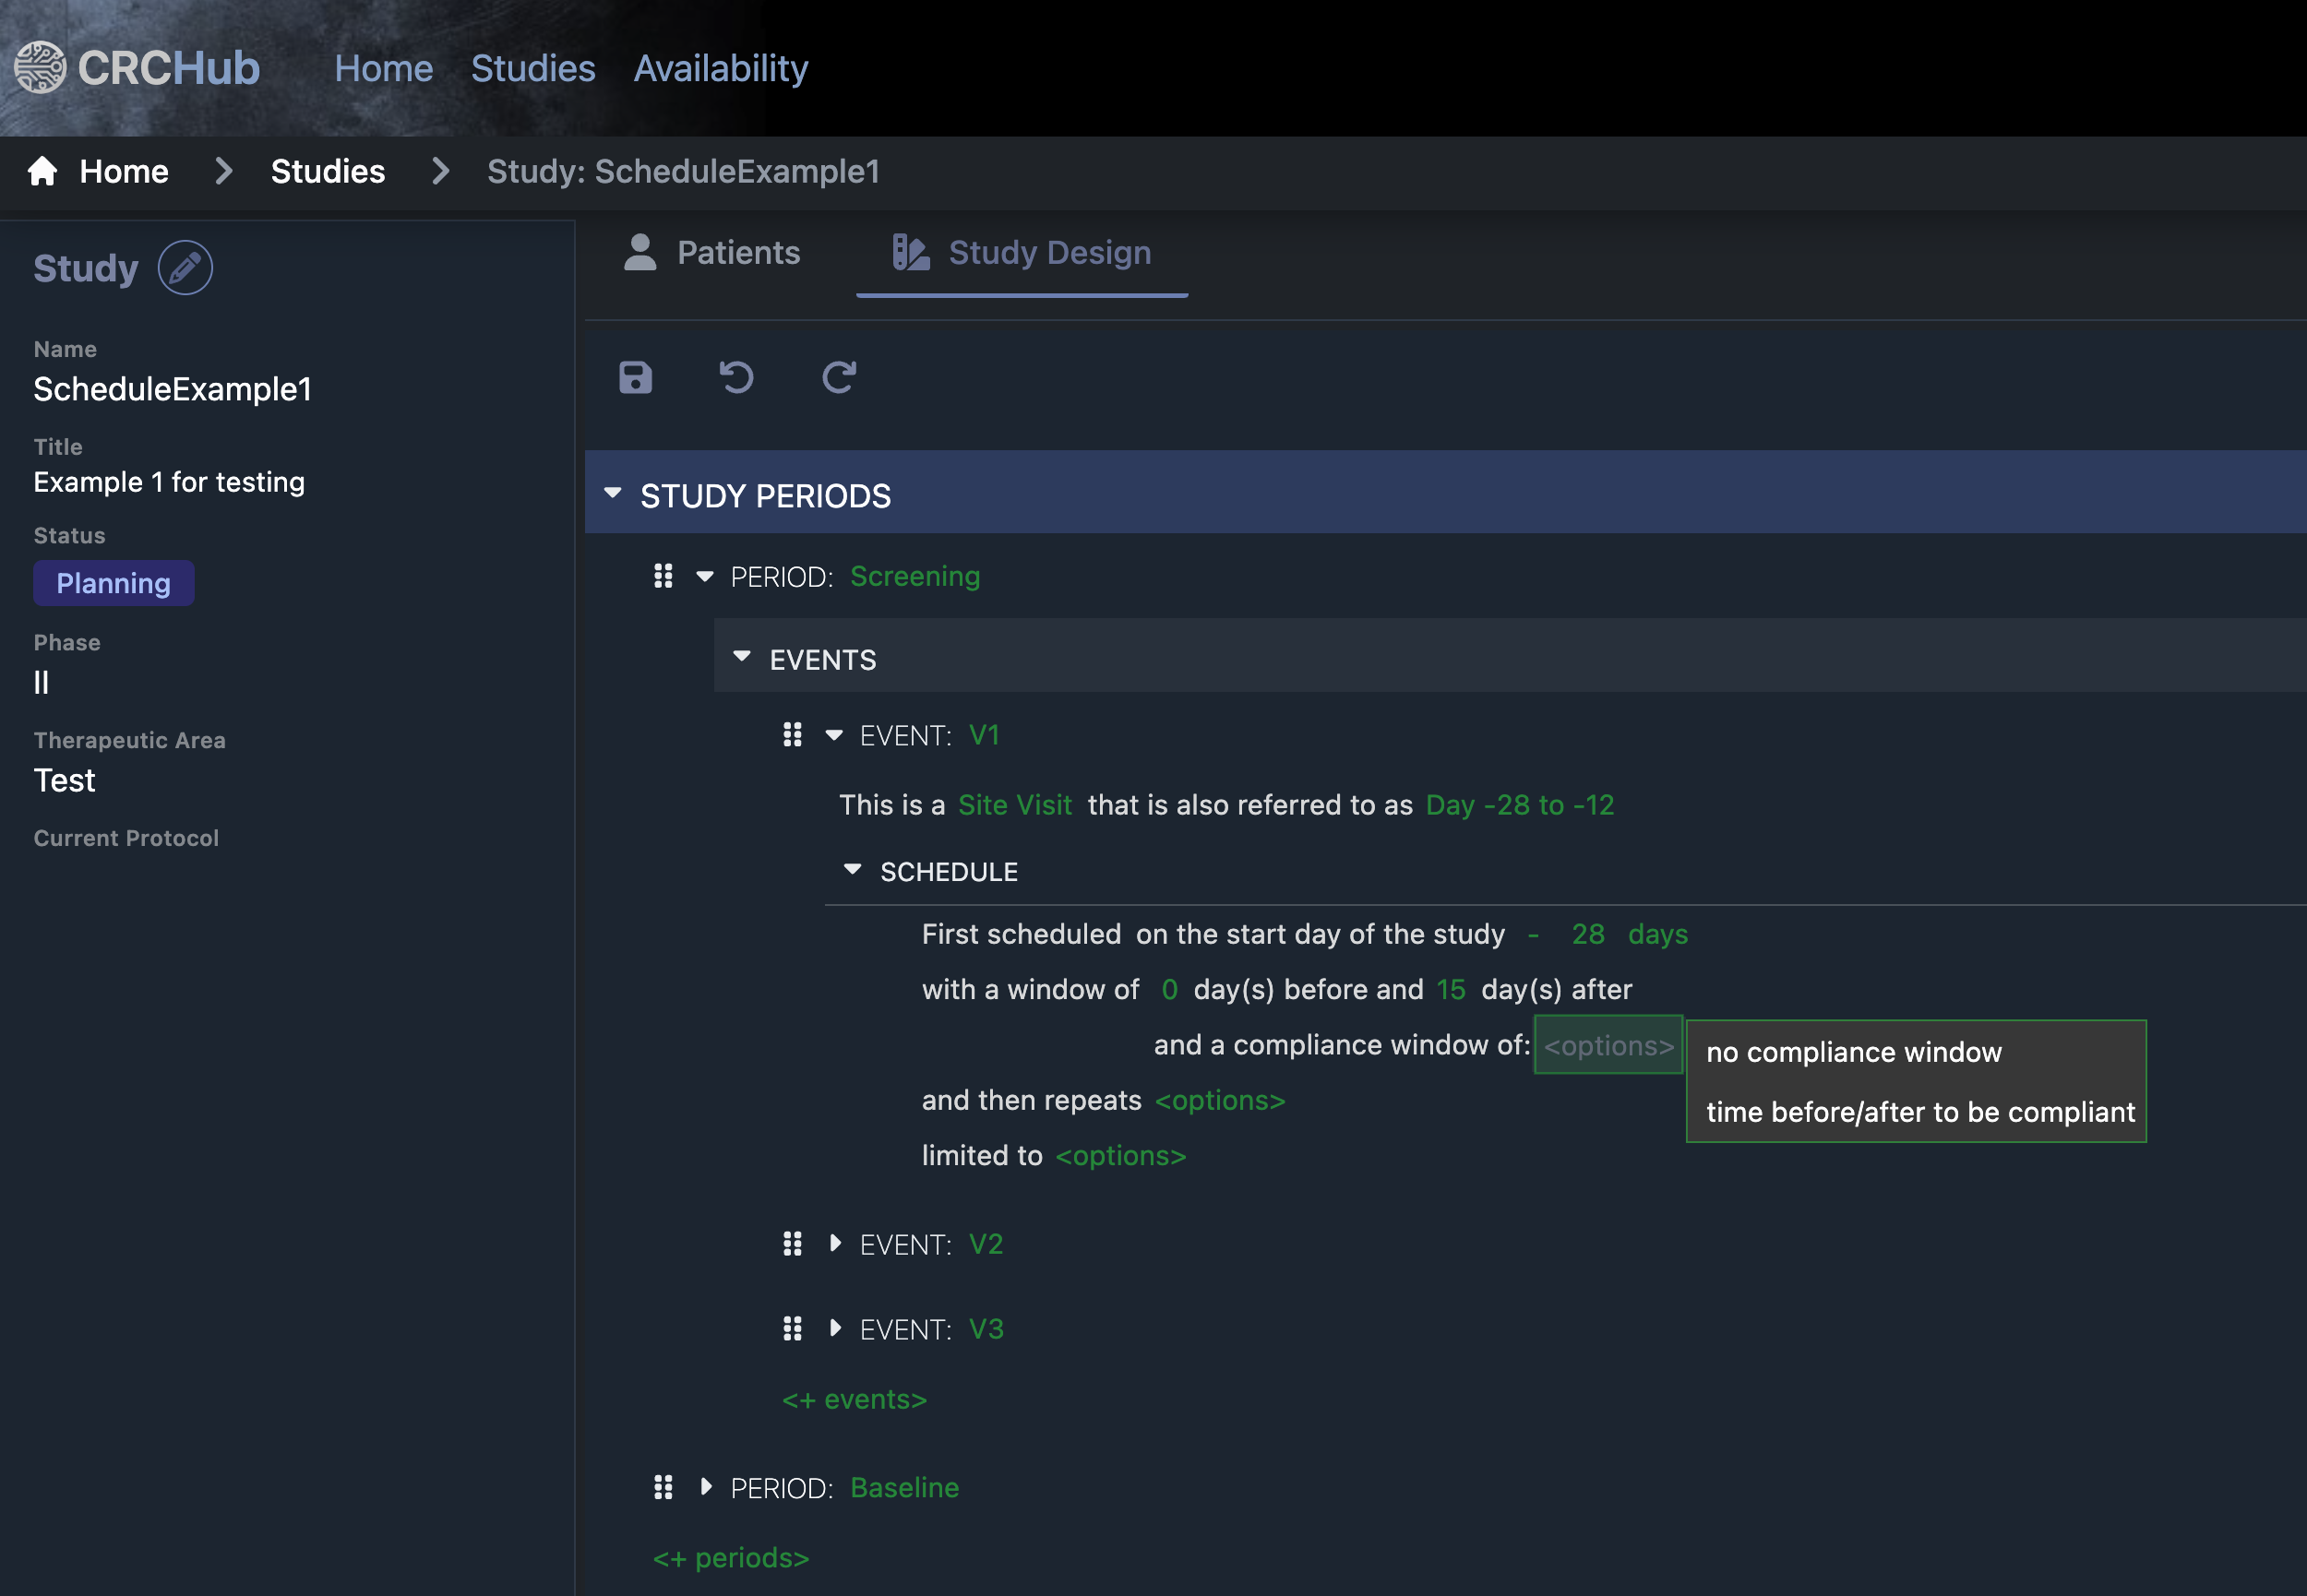 CRCHub Home Studies Availability
Home Studies Study: ScheduleExample1
Study
Name
ScheduleExample1
Title
Example 1 for testing
Status
Planning
Phase
II
Therapeutic Area
Test
Current Protocol
Patients Study Design
STUDY PERIODS
PERIOD: Screening
EVENTS
EVENT: V1
This is a Site Visit that is also referred to as Day -28 to -12
SCHEDULE
First scheduled on the start day of the study - 28 days
with a window of 0 day(s) before and 15 day(s) after
and a compliance window of: <options>
no compliance window
time before/after to be compliant
and then repeats <options>
limited to <options>
EVENT: V2
EVENT: V3
<+ events>
PERIOD: Baseline
<+ periods>